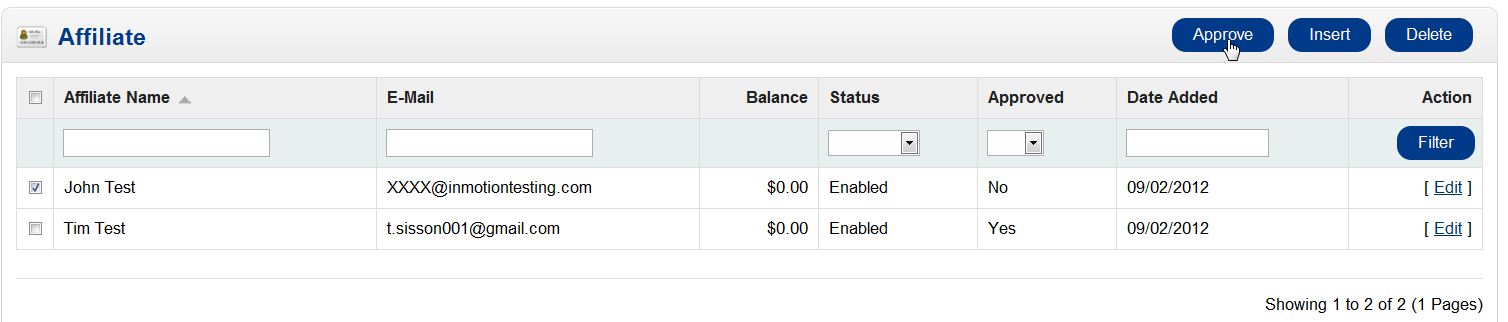 Affiliate Approve Insert Delete
Affiliate Name E-Mail Balance Status Approved Date Added Action
Filter
John Test XXXX@inmotiontesting.com $0.00 Enabled No 09/02/2012 [ Edit ]
Tim Test t.sisson001@gmail.com $0.00 Enabled Yes 09/02/2012 [ Edit ]
Showing 1 to 2 of 2 (1 Pages)